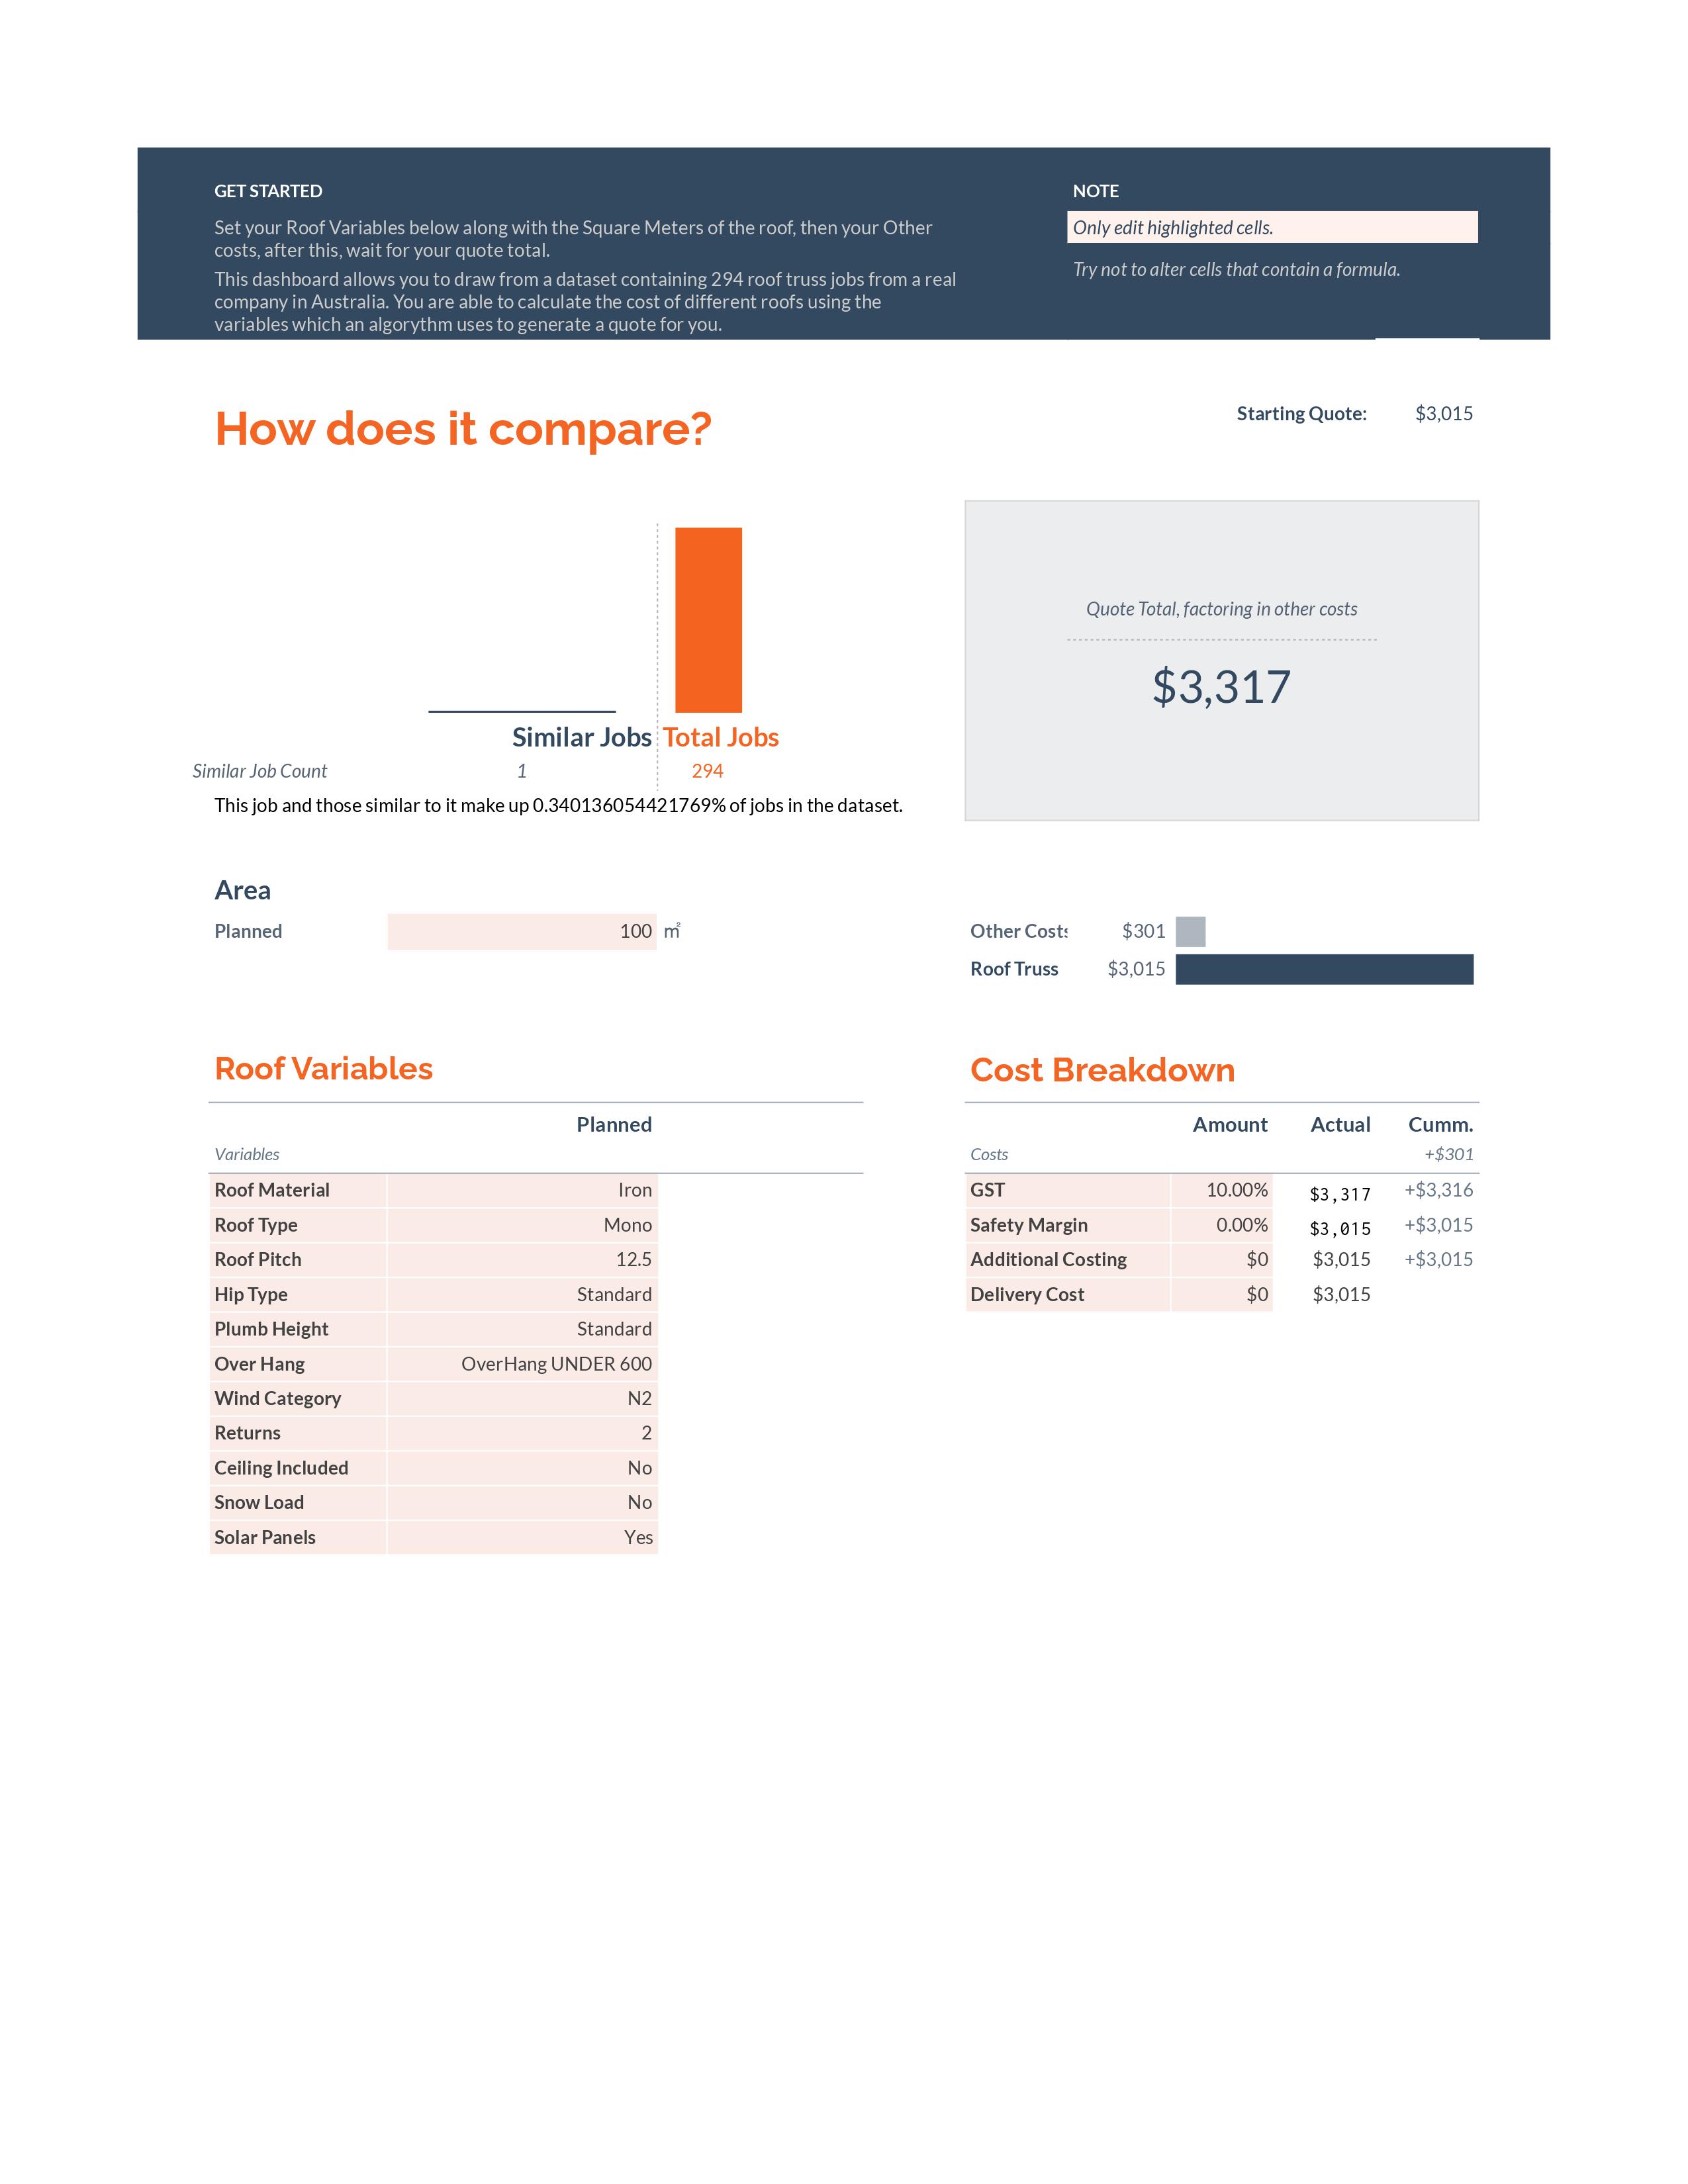 GET STARTED
Set your Roof Variables below along with the Square Meters of the roof, then your Other
costs, after this, wait for your quote total.
This dashboard allows you to draw from a dataset containing 294 roof truss jobs from a real
company in Australia. You are able to calculate the cost of different roofs using the
variables which an algorythm uses to generate a quote for you.
NOTE
Only edit highlighted cells.
Try not to alter cells that contain a formula.
How does it compare?
Starting Quote: $3,015
Similar Jobs Total Jobs
Similar Job Count 1 294
This job and those similar to it make up 0.340136054421769% of jobs in the dataset.
Quote Total, factoring in other costs
$3,317
Area
Planned 100 ㎡
Other Costs $301
Roof Truss $3,015
Roof Variables
Planned
Variables
Roof Material Iron
Roof Type Mono
Roof Pitch 12.5
Hip Type Standard
Plumb Height Standard
Over Hang OverHang UNDER 600
Wind Category N2
Returns 2
Ceiling Included No
Snow Load No
Solar Panels Yes
Cost Breakdown
Amount Actual Cumm.
Costs +$301
GST 10.00% $3,317 +$3,316
Safety Margin 0.00% $3,015 +$3,015
Additional Costing $0 $3,015 +$3,015
Delivery Cost $0 $3,015